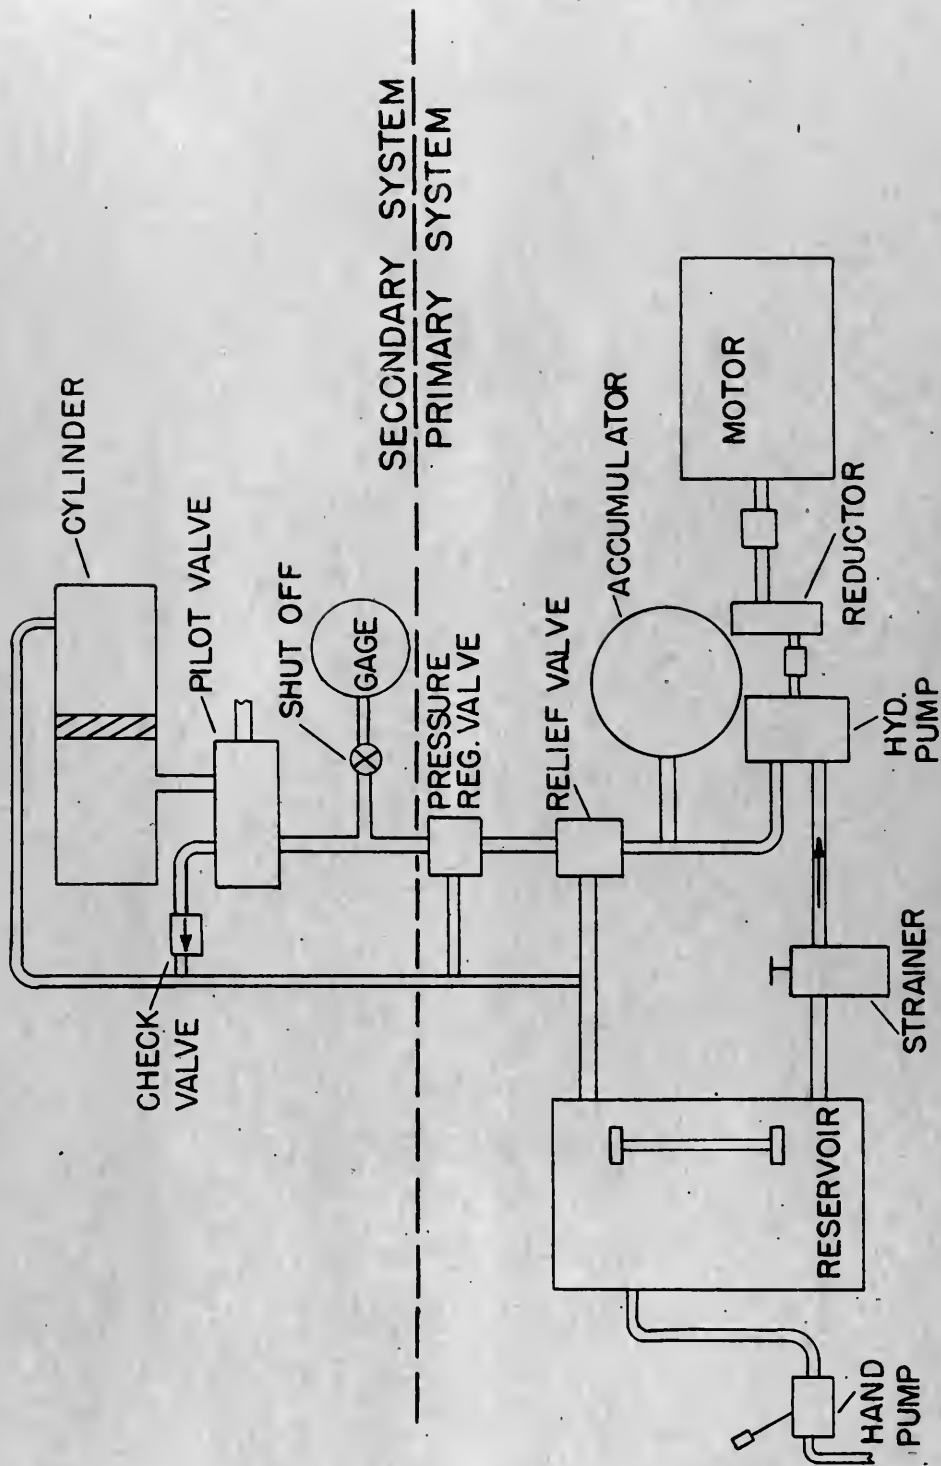 CYLINDER
PILOT VALVE
CHECK
VALVE
SHUT OFF
GAGE
SECONDARY SYSTEM
PRIMARY SYSTEM
PRESSURE
REG. VALVE
RELIEF VALVE
ACCUMULATOR
MOTOR
REDUCTOR
HYD.
PUMP
STRAINER
RESERVOIR
HAND
PUMP